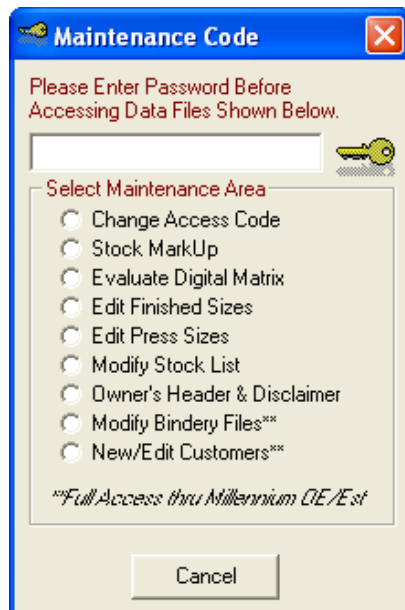 Maintenance Code
Please Enter Password Before
Accessing Data Files Shown Below.
Select Maintenance Area
Change Access Code
Stock MarkUp
Evaluate Digital Matrix
Edit Finished Sizes
Edit Press Sizes
Modify Stock List
Owner's Header & Disclaimer
Modify Bindery Files**
New/Edit Customers**
**Full Access thru Millennium OE/Est
Cancel